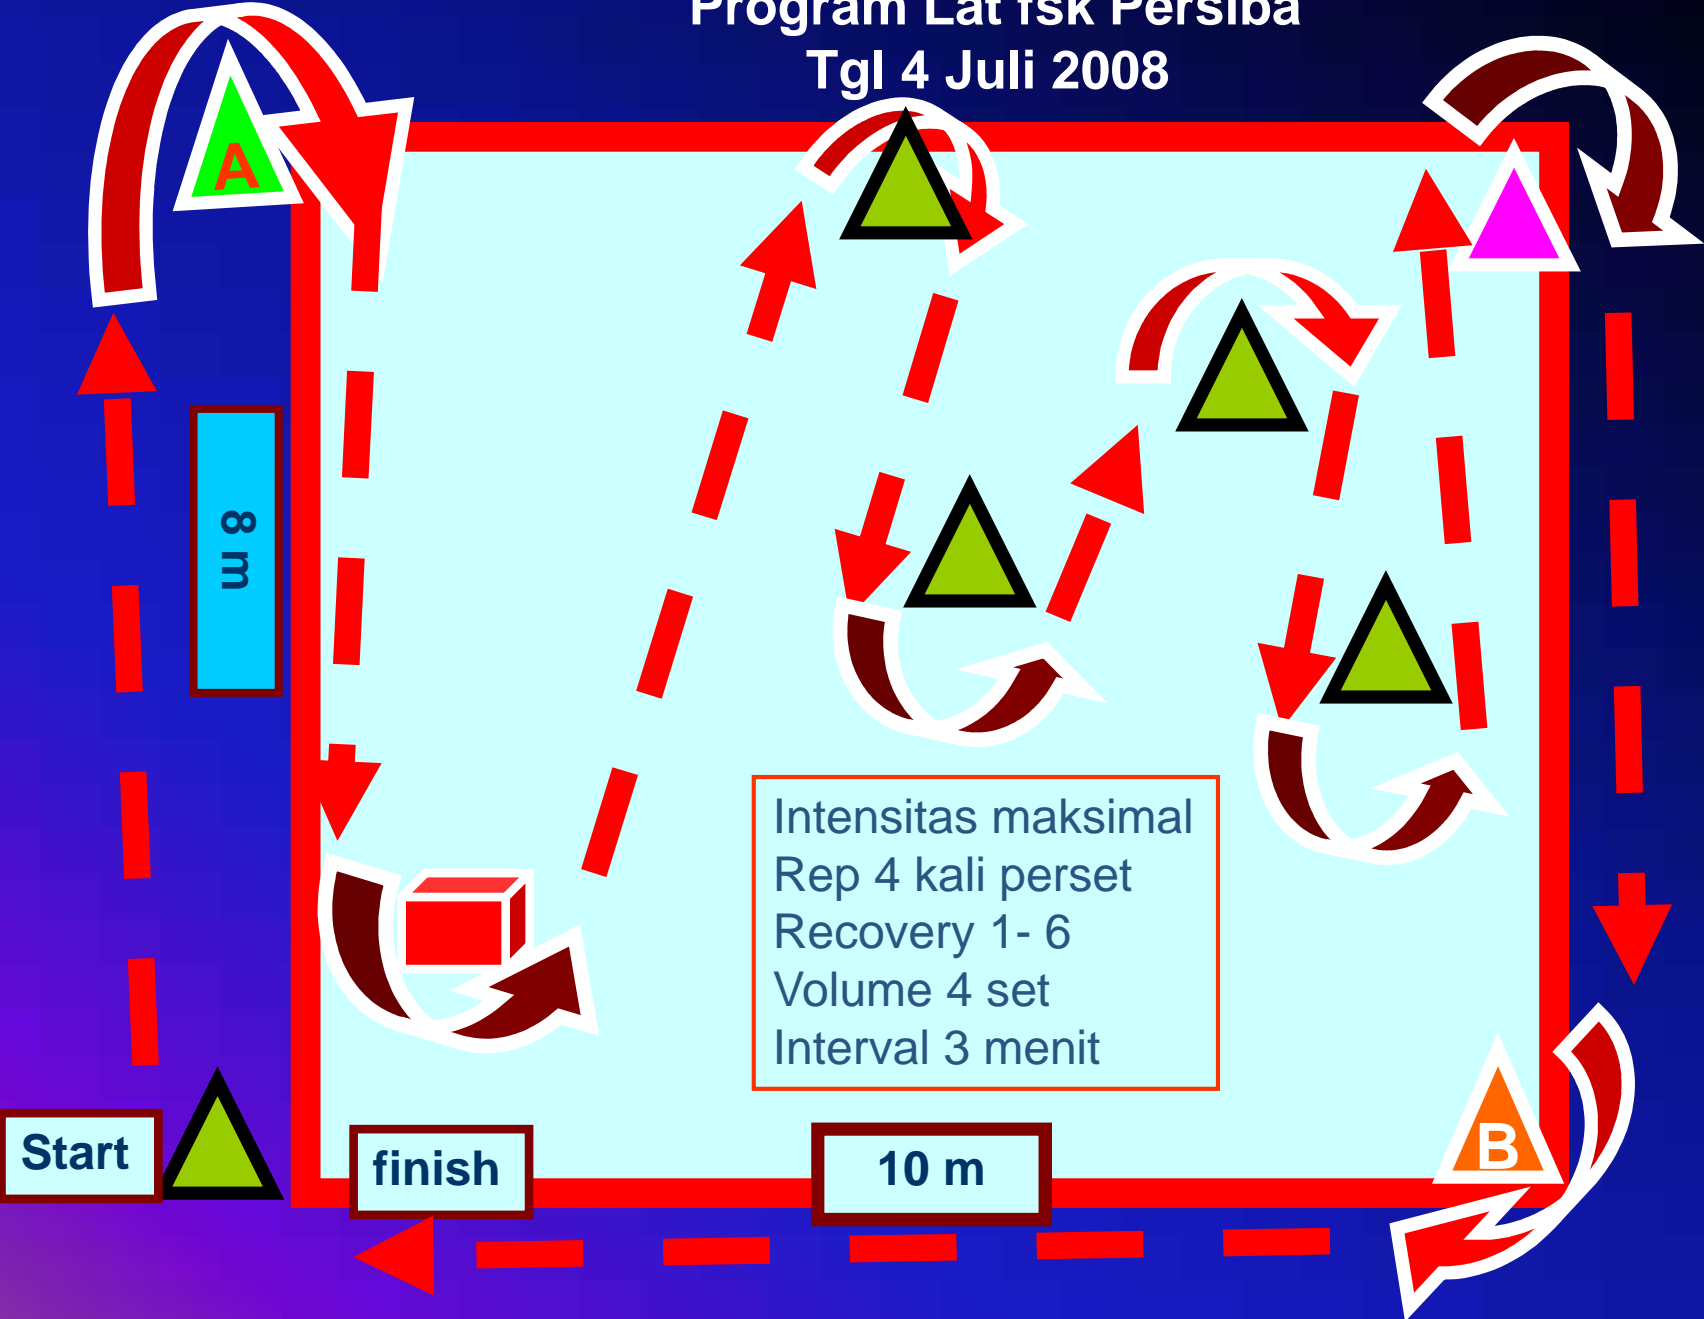 Program Lat fsk Persiba
Tgl 4 Juli 2008
A
8 m
Intensitas maksimal
Rep 4 kali perset
Recovery 1- 6
Volume 4 set
Interval 3 menit
B
Start
finish
10 m